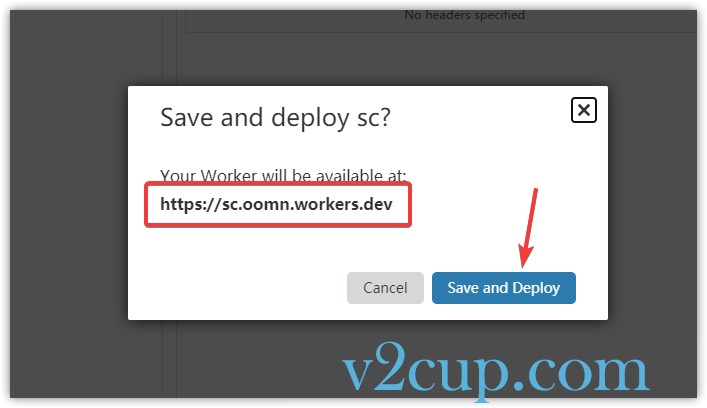 No headers specified
Save and deploy sc?
Your Worker will be available at:
https://sc.oomn.workers.dev
Cancel
Save and Deploy
v2cup.com